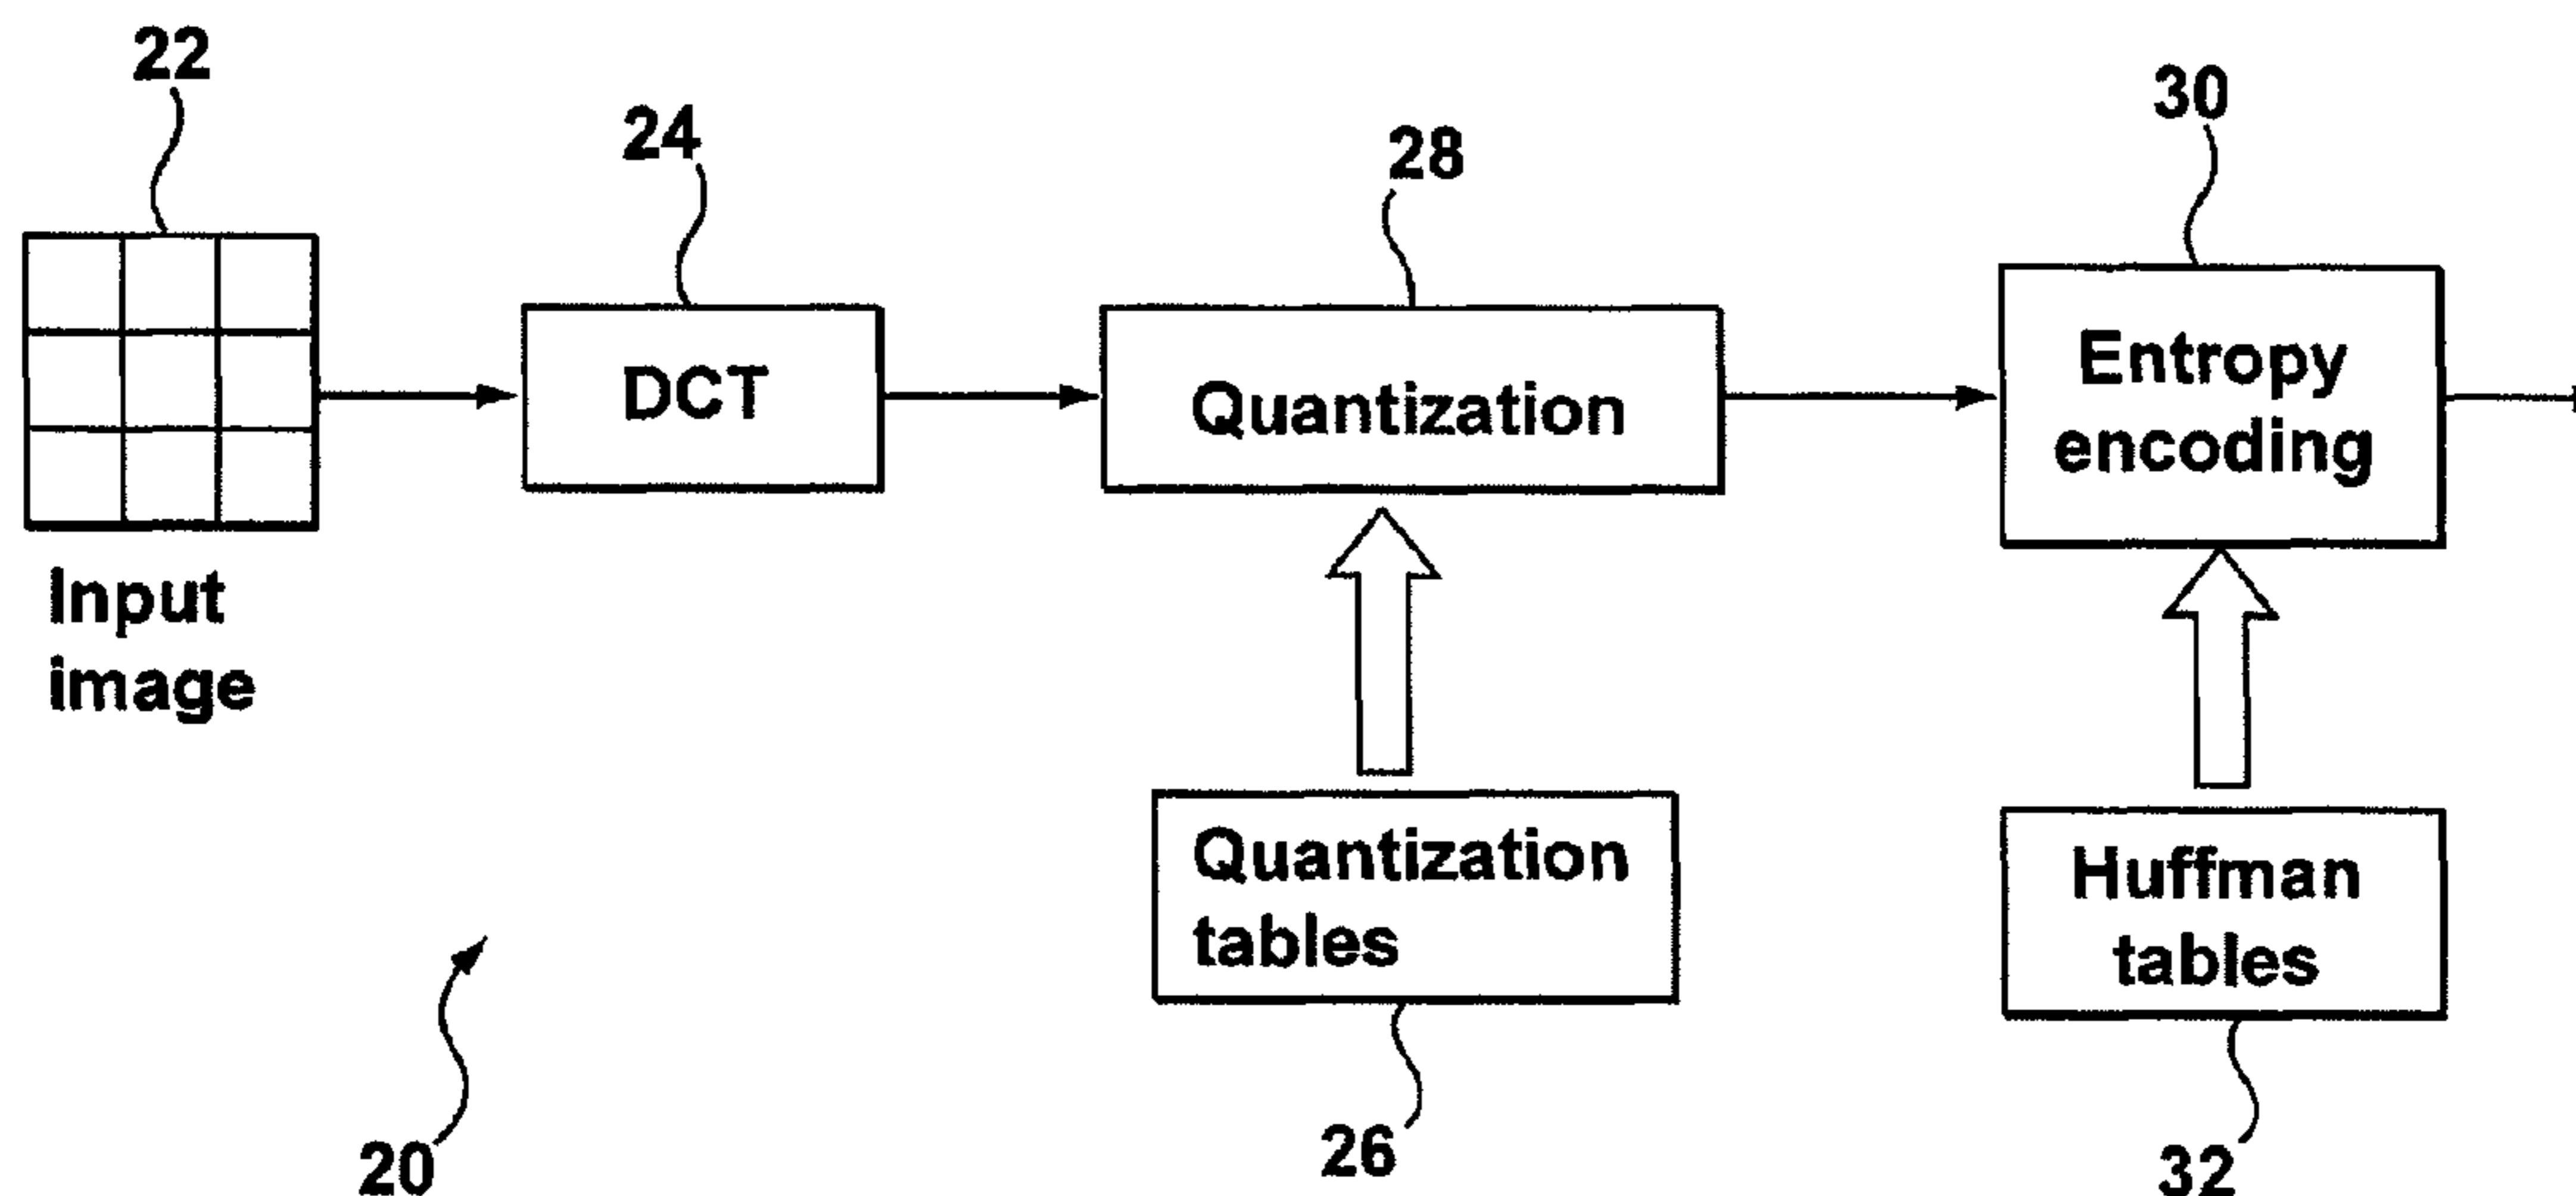 22
24
28
30
DCT
Quantization
Entropy
encoding
Input
image
Quantization
tables
Huffman
tables
20
26
32